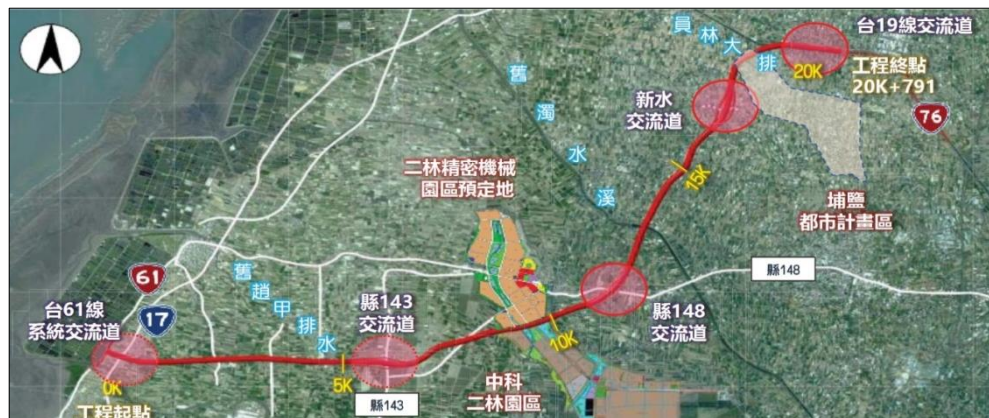 台19線交流道
員林大排
20K
工程終點
20K+791
76
舊濁水溪
新水
交流道
15K
二林精密機械
園區預定地
埔鹽
都市計畫區
縣148
61
17
舊趙甲排水
台61線
系統交流道
縣143
交流道
縣148
交流道
10K
0K
5K
中科
二林園區
縣143
工程起點